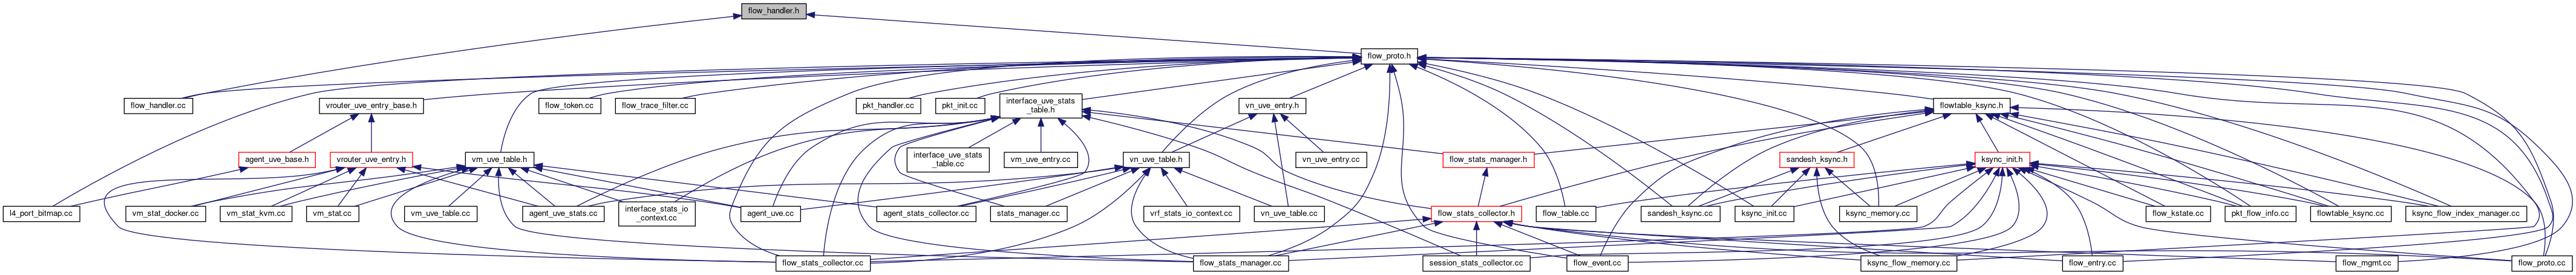 flow_handler.h
flow_proto.h
flow_handler.cc
vrouter_uve_entry_base.h
flow_token.cc
flow_trace_filter.cc
pkt_handler.cc
pkt_init.cc
interface_uve_stats
_table.h
vn_uve_entry.h
flowtable_ksync.h
agent_uve_base.h
vrouter_uve_entry.h
vm_uve_table.h
interface_uve_stats
_table.cc
vm_uve_entry.cc
vn_uve_table.h
vn_uve_entry.cc
flow_stats_manager.h
sandesh_ksync.h
ksync_init.h
l4_port_bitmap.cc
vm_stat_docker.cc
vm_stat_kvm.cc
vm_stat.cc
vm_uve_table.cc
agent_uve_stats.cc
interface_stats_io
_context.cc
agent_uve.cc
agent_stats_collector.cc
stats_manager.cc
vrf_stats_io_context.cc
vn_uve_table.cc
flow_stats_collector.h
flow_table.cc
sandesh_ksync.cc
ksync_init.cc
ksync_memory.cc
flow_kstate.cc
pkt_flow_info.cc
flowtable_ksync.cc
ksync_flow_index_manager.cc
flow_stats_collector.cc
flow_stats_manager.cc
session_stats_collector.cc
flow_event.cc
ksync_flow_memory.cc
flow_entry.cc
flow_mgmt.cc
flow_proto.cc